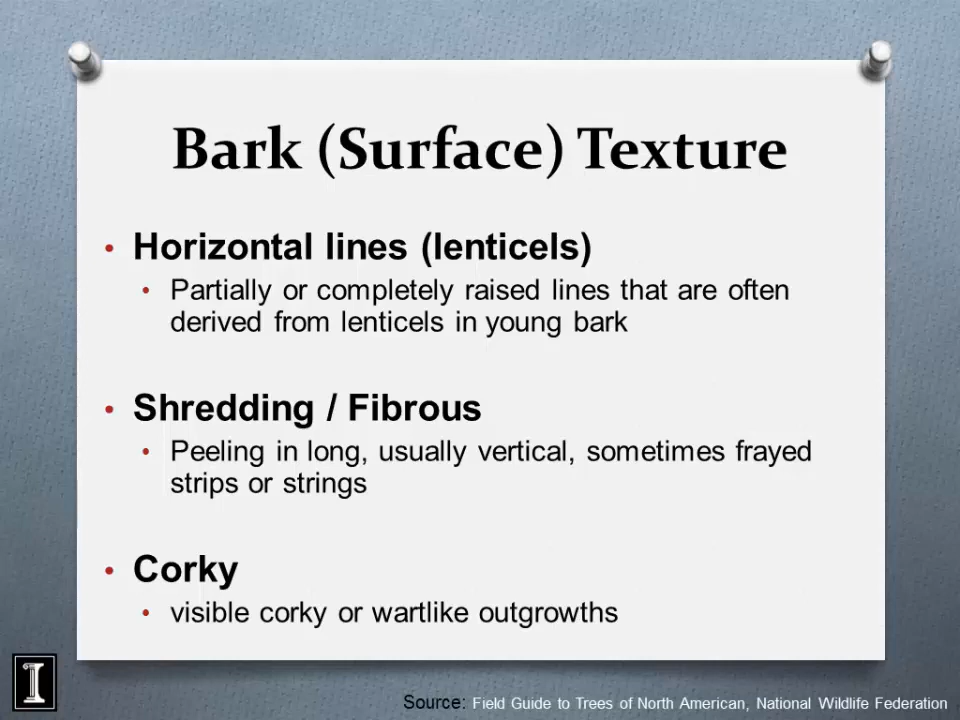 Bark (Surface) Texture
• Horizontal lines (lenticels)
• Partially or completely raised lines that are often
derived from lenticels in young bark
• Shredding / Fibrous
• Peeling in long, usually vertical, sometimes frayed
strips or strings
• Corky
• visible corky or wartlike outgrowths
I
Source: Field Guide to Trees of North American, National Wildlife Federation